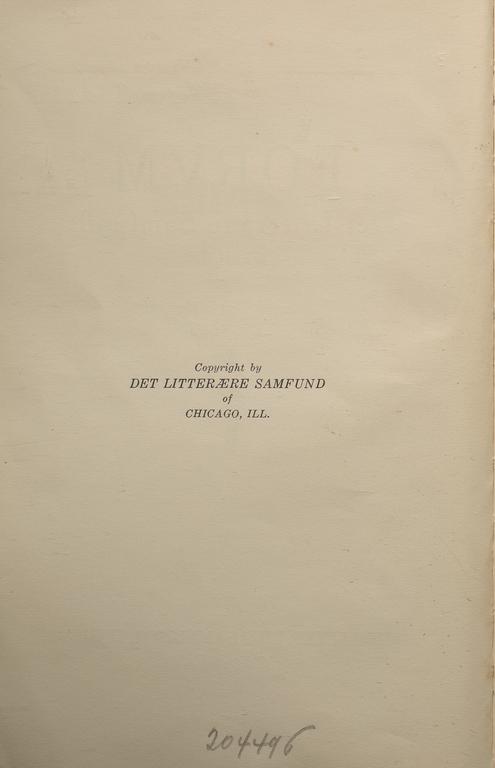 Copyright by
DET LITTERÆRE SAMFUND
of
CHICAGO, ILL.
204496